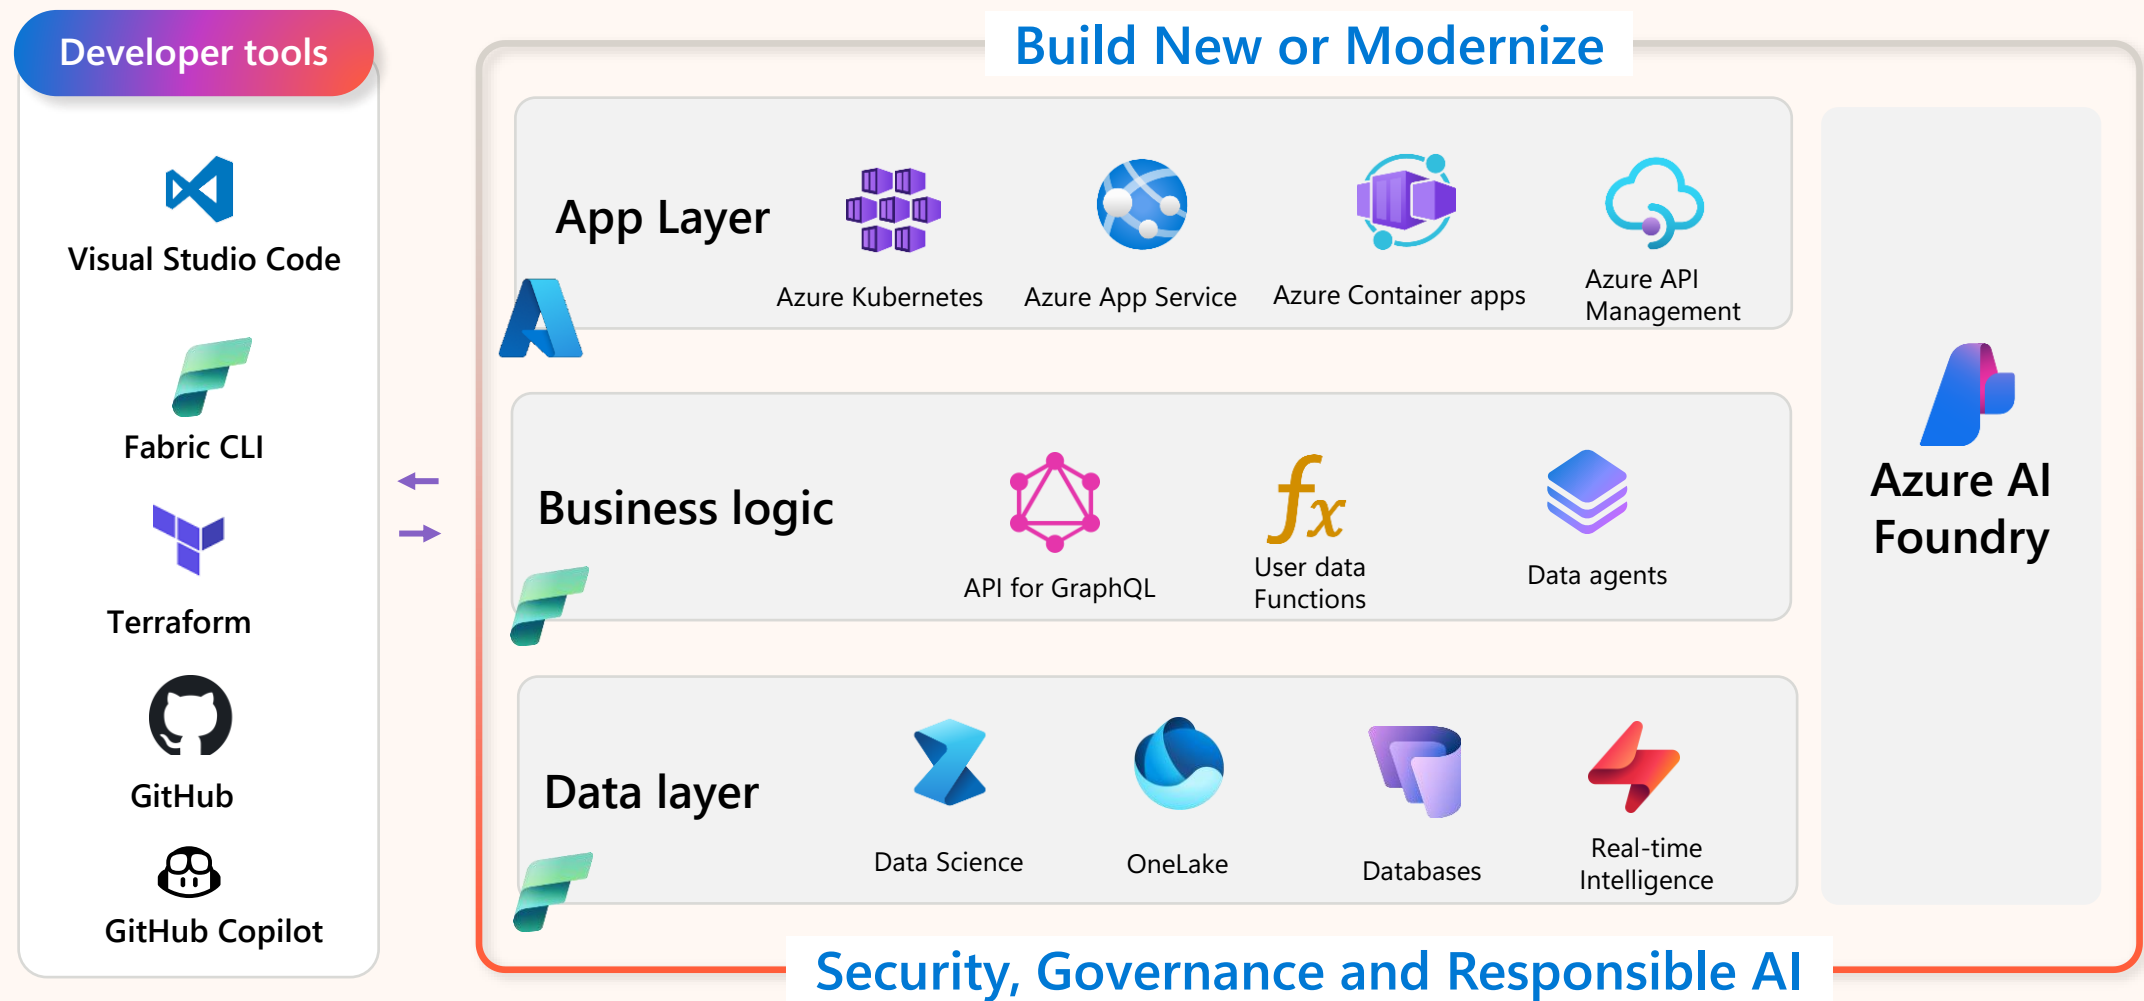 Developer tools
Visual Studio Code
Fabric CLI
Terraform
GitHub
GitHub Copilot
Build New or Modernize
App Layer
Azure Kubernetes
Azure App Service
Azure Container apps
Azure API
Management
Business logic
API for GraphQL
fx
User data
Functions
Data agents
Data layer
Data Science
OneLake
Databases
Real-time
Intelligence
Azure AI
Foundry
Security, Governance and Responsible AI